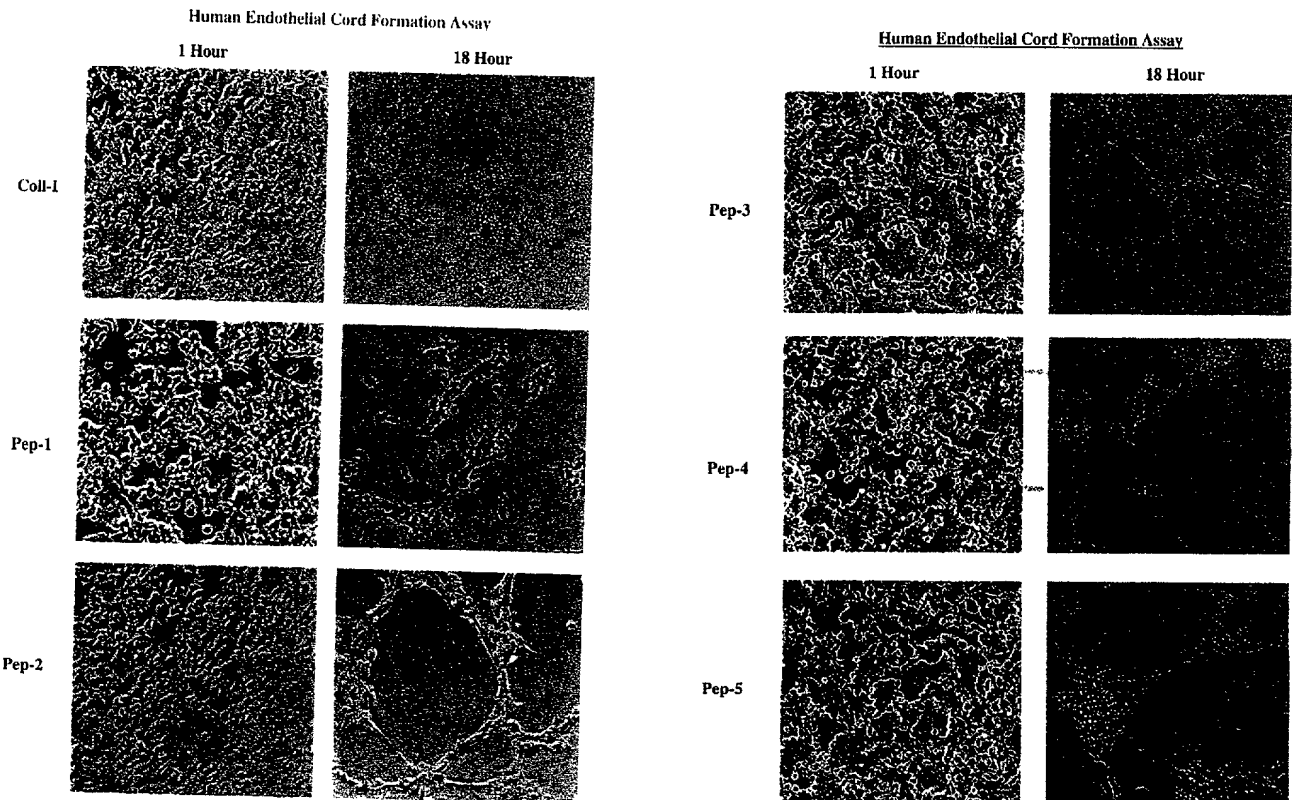 Human Endothelial Cord Formation Assay
1 Hour
18 Hour
Coll-I
Pep-1
Pep-2
Human Endothelial Cord Formation Assay
1 Hour
18 Hour
Pep-3
Pep-4
Pep-5